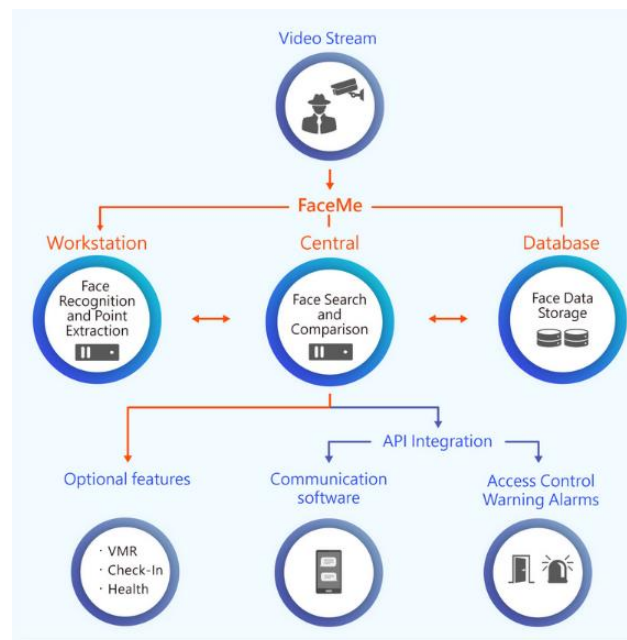 Video Stream
FaceMe
Workstation
Central
Database
Face
Recognition
and Point
Extraction
Face Search
and
Comparison
Face Data
Storage
API Integration
Optional features
Communication
software
Access Control
Warning Alarms
· VMR
· Check-In
· Health